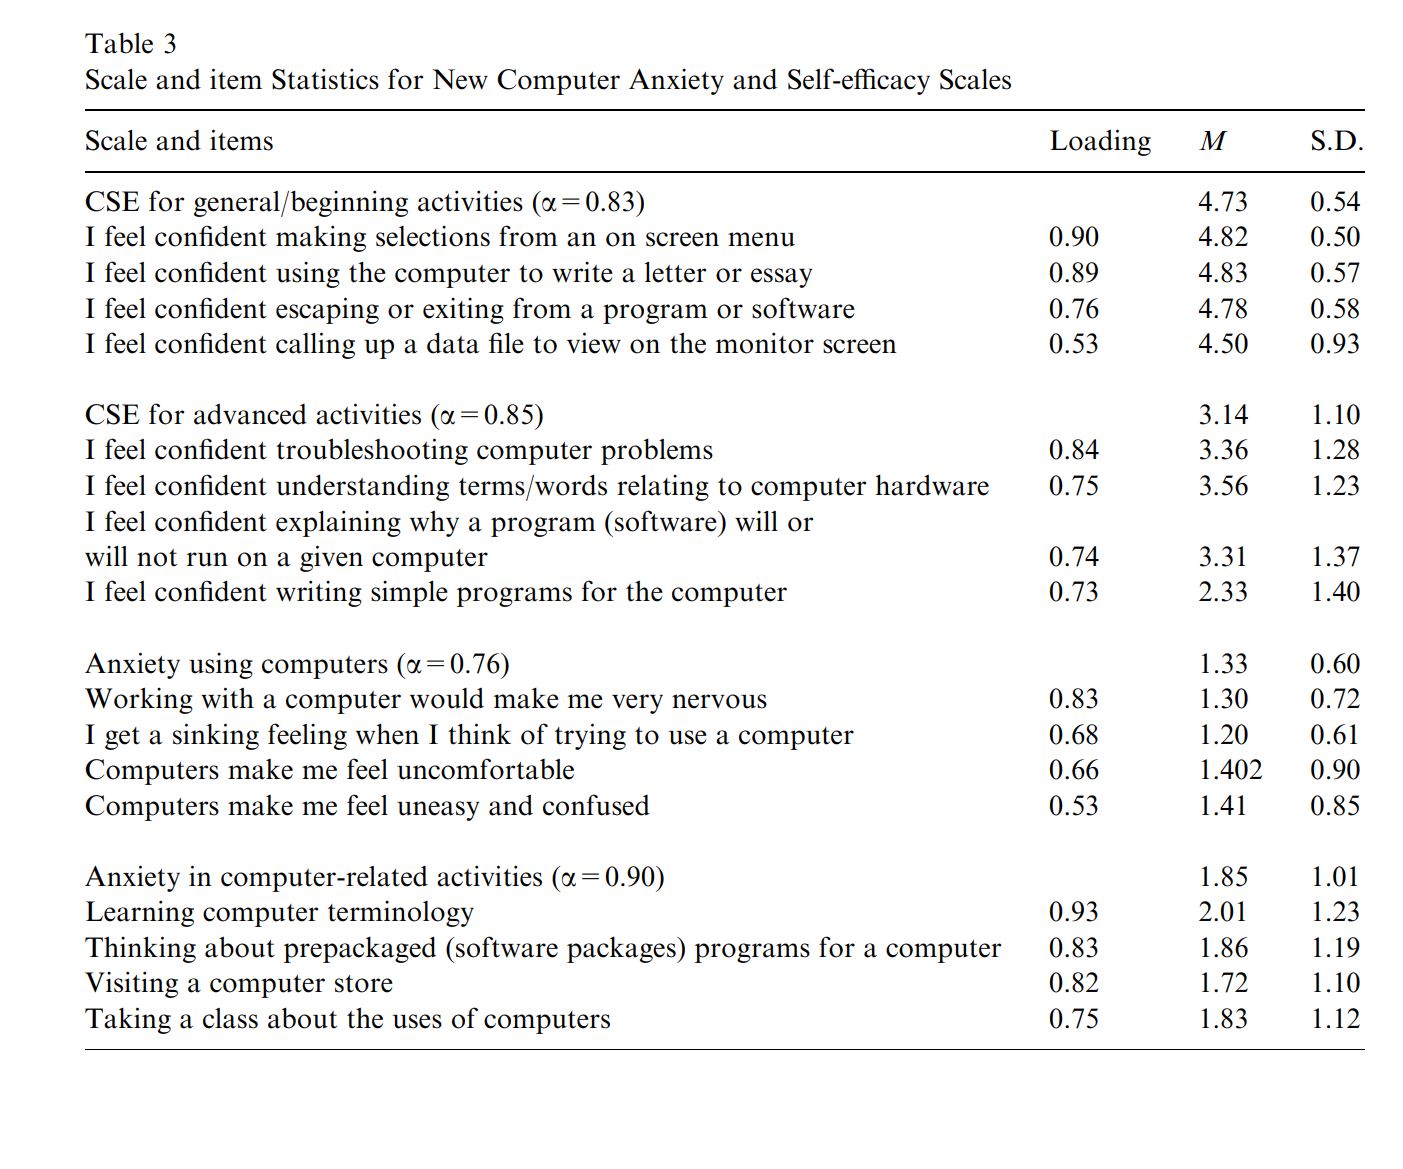 Table 3
Scale and item Statistics for New Computer Anxiety and Self-efficacy Scales
Scale and items Loading M S.D.
CSE for general/beginning activities (α=0.83) 4.73 0.54
I feel confident making selections from an on screen menu 0.90 4.82 0.50
I feel confident using the computer to write a letter or essay 0.89 4.83 0.57
I feel confident escaping or exiting from a program or software 0.76 4.78 0.58
I feel confident calling up a data file to view on the monitor screen 0.53 4.50 0.93
CSE for advanced activities (α=0.85) 3.14 1.10
I feel confident troubleshooting computer problems 0.84 3.36 1.28
I feel confident understanding terms/words relating to computer hardware 0.75 3.56 1.23
I feel confident explaining why a program (software) will or
will not run on a given computer 0.74 3.31 1.37
I feel confident writing simple programs for the computer 0.73 2.33 1.40
Anxiety using computers (α=0.76) 1.33 0.60
Working with a computer would make me very nervous 0.83 1.30 0.72
I get a sinking feeling when I think of trying to use a computer 0.68 1.20 0.61
Computers make me feel uncomfortable 0.66 1.402 0.90
Computers make me feel uneasy and confused 0.53 1.41 0.85
Anxiety in computer-related activities (α=0.90) 1.85 1.01
Learning computer terminology 0.93 2.01 1.23
Thinking about prepackaged (software packages) programs for a computer 0.83 1.86 1.19
Visiting a computer store 0.82 1.72 1.10
Taking a class about the uses of computers 0.75 1.83 1.12